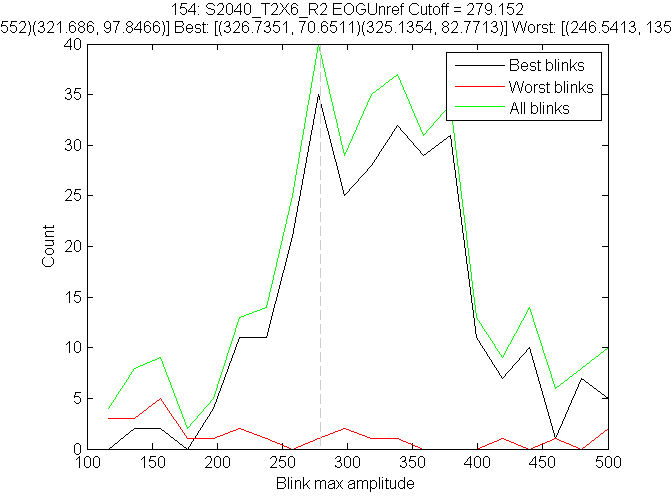 154: S2040_T2X6_R2 EOGUnref Cutoff = 279.152
552)(321.686, 97.8466)] Best: [(326.7351, 70.6511)(325.1354, 82.7713)] Worst: [(246.5413, 135
40
35
30
25
20
15
10
5
0
Count
Best blinks
Worst blinks
All blinks
100 150 200 250 300 350 400 450 500
Blink max amplitude